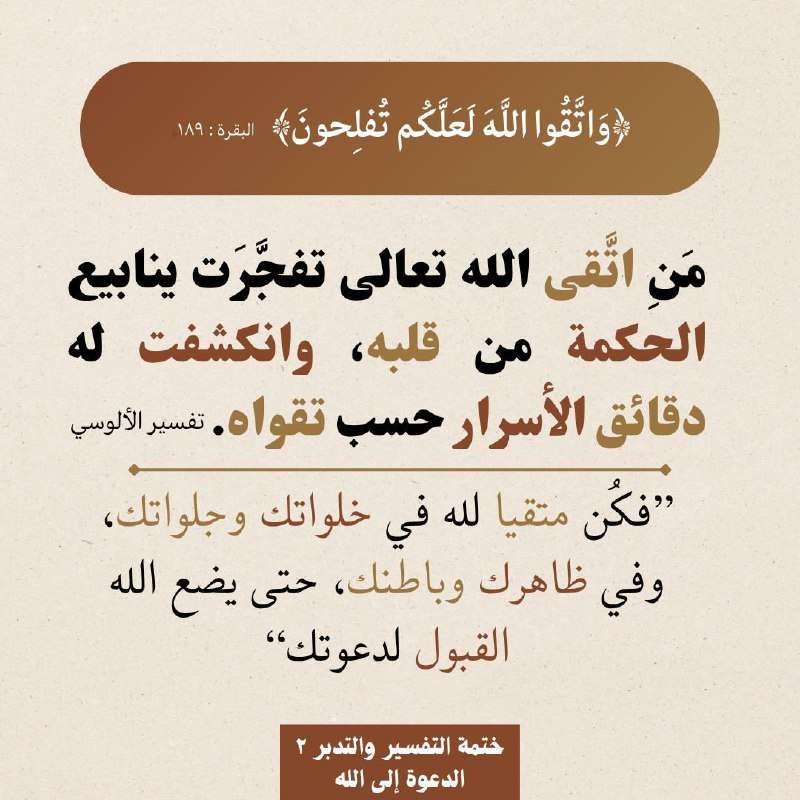 ﴿وَاتَّقُوا اللَّهَ لَعَلَّكُم تُفلِحونَ﴾ البقرة: ١٨٩
مَنِ اتَّقى الله تعالى تفجَّرَت ينابيع
الحكمة من قلبه، وانكشفت له
دقائق الأسرار حسب تقواه. تفسير الألوسي
”فكُن متقيا لله في خلواتك وجلواتك،
وفي ظاهرك وباطنك، حتى يضع الله
القبول لدعوتك“
ختمة التفسير والتدبر ٢
الدعوة إلى الله